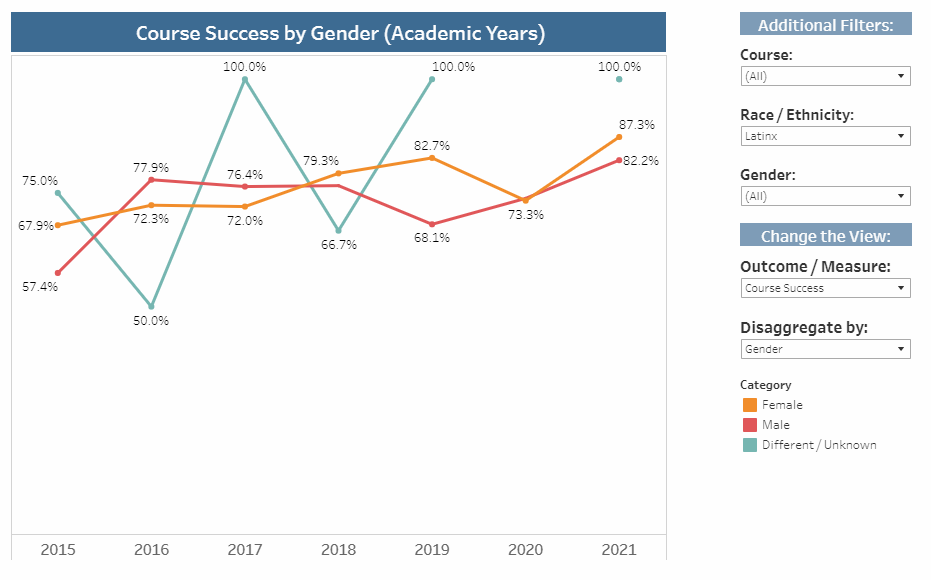 Course Success by Gender (Academic Years)
100.0%
100.0%
100.0%
87.3%
82.7%
79.3%
82.2%
77.9%
76.4%
75.0%
72.3%
72.0%
73.3%
67.9%
66.7%
68.1%
57.4%
50.0%
2015
2016
2017
2018
2019
2020
2021
Additional Filters:
Course:
(All)
Race / Ethnicity:
Latinx
Gender:
(All)
Change the View:
Outcome / Measure:
Course Success
Disaggregate by:
Gender
Category
Female
Male
Different / Unknown